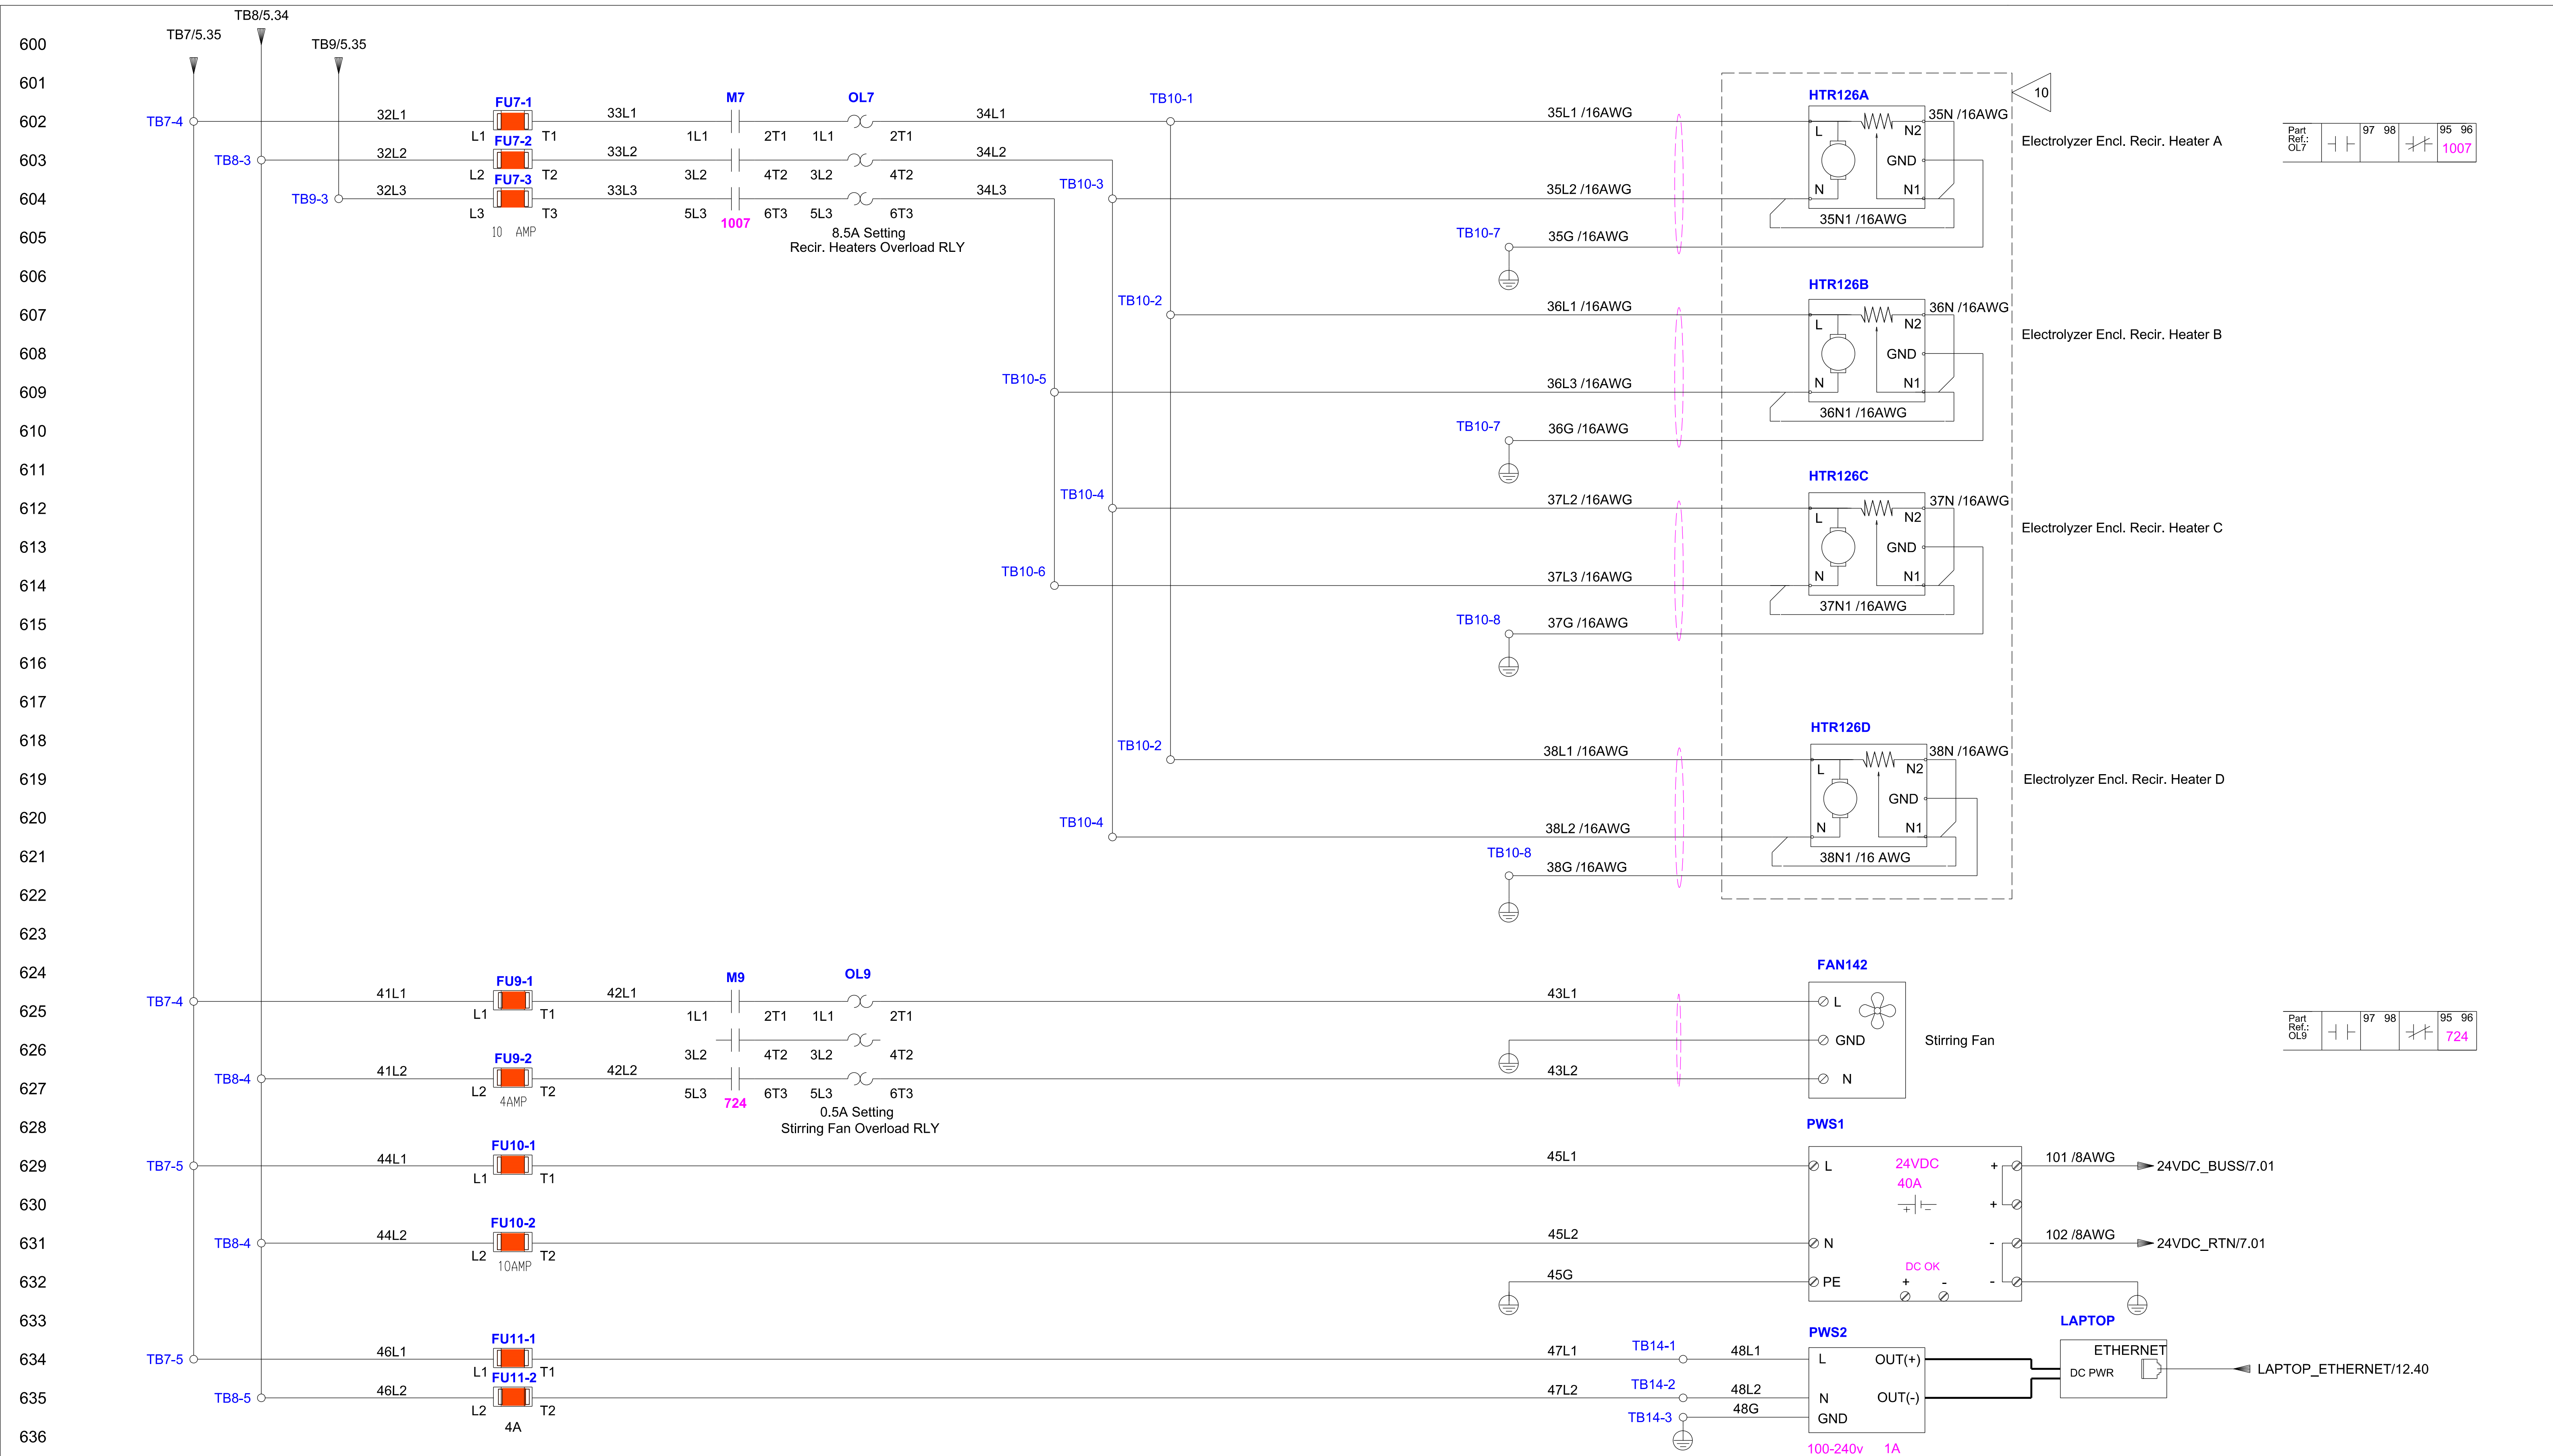 TB8/5.34
TB7/5.35
TB9/5.35
600
601
FU7-1
M7
OL7
TB10-1
HTR126A
10
602
TB7-4
32L1
33L1
34L1
35L1 /16AWG
35N /16AWG
L1
T1
1L1
2T1
1L1
2T1
L
N2
Electrolyzer Encl. Recir. Heater A
Part
Ref.:
OL7
97 98
95 96
1007
FU7-2
603
TB8-3
32L2
33L2
34L2
GND
L2
T2
3L2
4T2
3L2
4T2
FU7-3
TB10-3
604
TB9-3
32L3
33L3
34L3
35L2 /16AWG
N
N1
L3
T3
5L3
6T3
5L3
6T3
35N1 /16AWG
10 AMP
1007
8.5A Setting
Recir. Heaters Overload RLY
605
TB10-7
35G /16AWG
606
HTR126B
TB10-2
607
36L1 /16AWG
36N /16AWG
L
N2
Electrolyzer Encl. Recir. Heater B
608
GND
TB10-5
609
36L3 /16AWG
N
N1
36N1 /16AWG
610
TB10-7
36G /16AWG
611
HTR126C
TB10-4
612
37L2 /16AWG
37N /16AWG
L
N2
Electrolyzer Encl. Recir. Heater C
613
GND
TB10-6
614
37L3 /16AWG
N
N1
37N1 /16AWG
615
TB10-8
37G /16AWG
616
617
HTR126D
618
TB10-2
38L1 /16AWG
38N /16AWG
L
N2
619
Electrolyzer Encl. Recir. Heater D
GND
620
TB10-4
38L2 /16AWG
N
N1
621
TB10-8
38N1 /16 AWG
38G /16AWG
622
623
624
FU9-1
M9
OL9
FAN142
TB7-4
41L1
42L1
43L1
L
625
L1
T1
1L1
2T1
1L1
2T1
Part
Ref.:
OL9
97 98
95 96
724
626
GND
Stirring Fan
FU9-2
3L2
4T2
3L2
4T2
TB8-4
41L2
42L2
43L2
N
627
L2
T2
5L3
6T3
5L3
6T3
4AMP
724
0.5A Setting
Stirring Fan Overload RLY
628
PWS1
FU10-1
629
TB7-5
44L1
45L1
L
24VDC
40A
+
101 /8AWG
24VDC_BUSS/7.01
L1
T1
630
+
+ -
FU10-2
631
TB8-4
44L2
45L2
N
-
102 /8AWG
24VDC_RTN/7.01
L2
T2
10AMP
632
45G
PE
DC OK
+ -
-
633
FU11-1
PWS2
LAPTOP
634
TB7-5
46L1
47L1
TB14-1
48L1
L
OUT(+)
ETHERNET
DC PWR
LAPTOP_ETHERNET/12.40
L1
T1
FU11-2
635
TB8-5
46L2
47L2
TB14-2
48L2
N
OUT(-)
L2
T2
TB14-3
48G
GND
4A
636
100-240v 1A